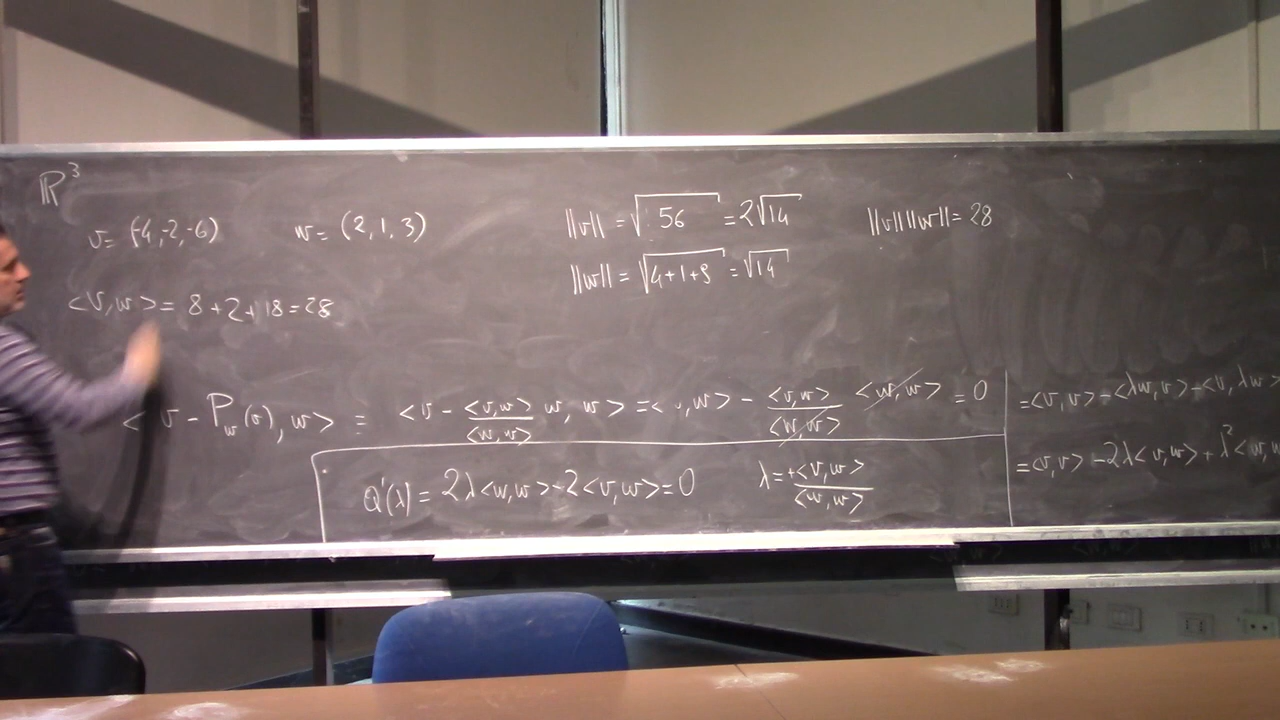 ℝ³
v = (-4, -2, -6) w = (2, 1, 3) ||v|| = √56 = 2√14 ||v|| ||w|| = 28
||w|| = √4+1+9 = √14
<v, w> = 8+2+18 = 28
<v - P_w(v), w> = <v - <v,w>/<w,w> w, w> = < , w> - <v,w>/<w,w> <w,w> = 0
Q'(λ) = 2λ<w,w> - 2<v,w> = 0 λ = +<v,w>/<w,w>
= <v,v> - <λw,v> - <v,λw>
= <v,v> - 2λ<v,w> + λ²<w,w